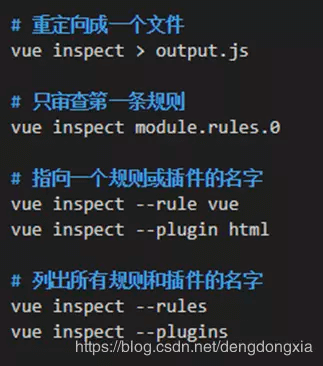 # 重定向成一个文件
vue inspect > output.js
# 只审查第一条规则
vue inspect module.rules.0
# 指向一个规则或插件的名字
vue inspect --rule vue
vue inspect --plugin html
# 列出所有规则和插件的名字
vue inspect --rules
vue inspect --plugins
https://blog.csdn.net/dengdongxia